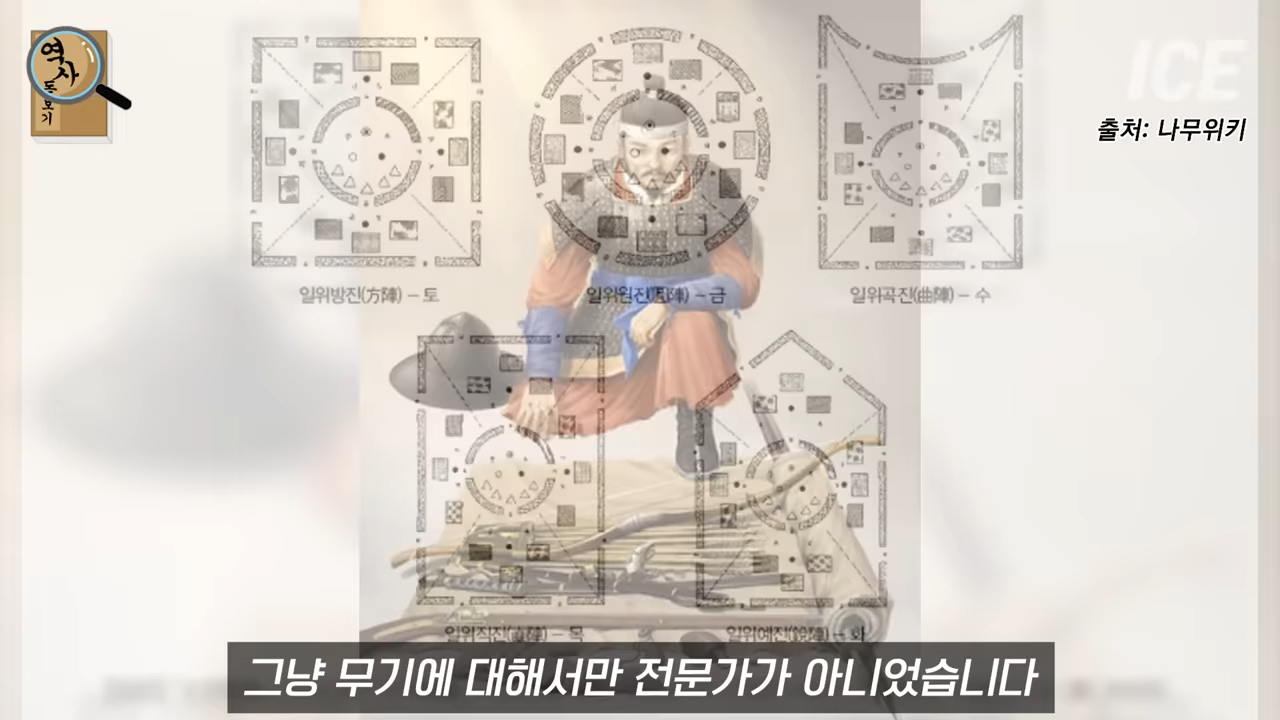 역사
돋보기
ICE
출처: 나무위키
일위방진(方陣) - 토
일위원진(圓陣) - 금
일위곡진(曲陣) - 수
일위직진(直陣) - 목
일위예진(銳陣) - 화
그냥 무기에 대해서만 전문가가 아니었습니다